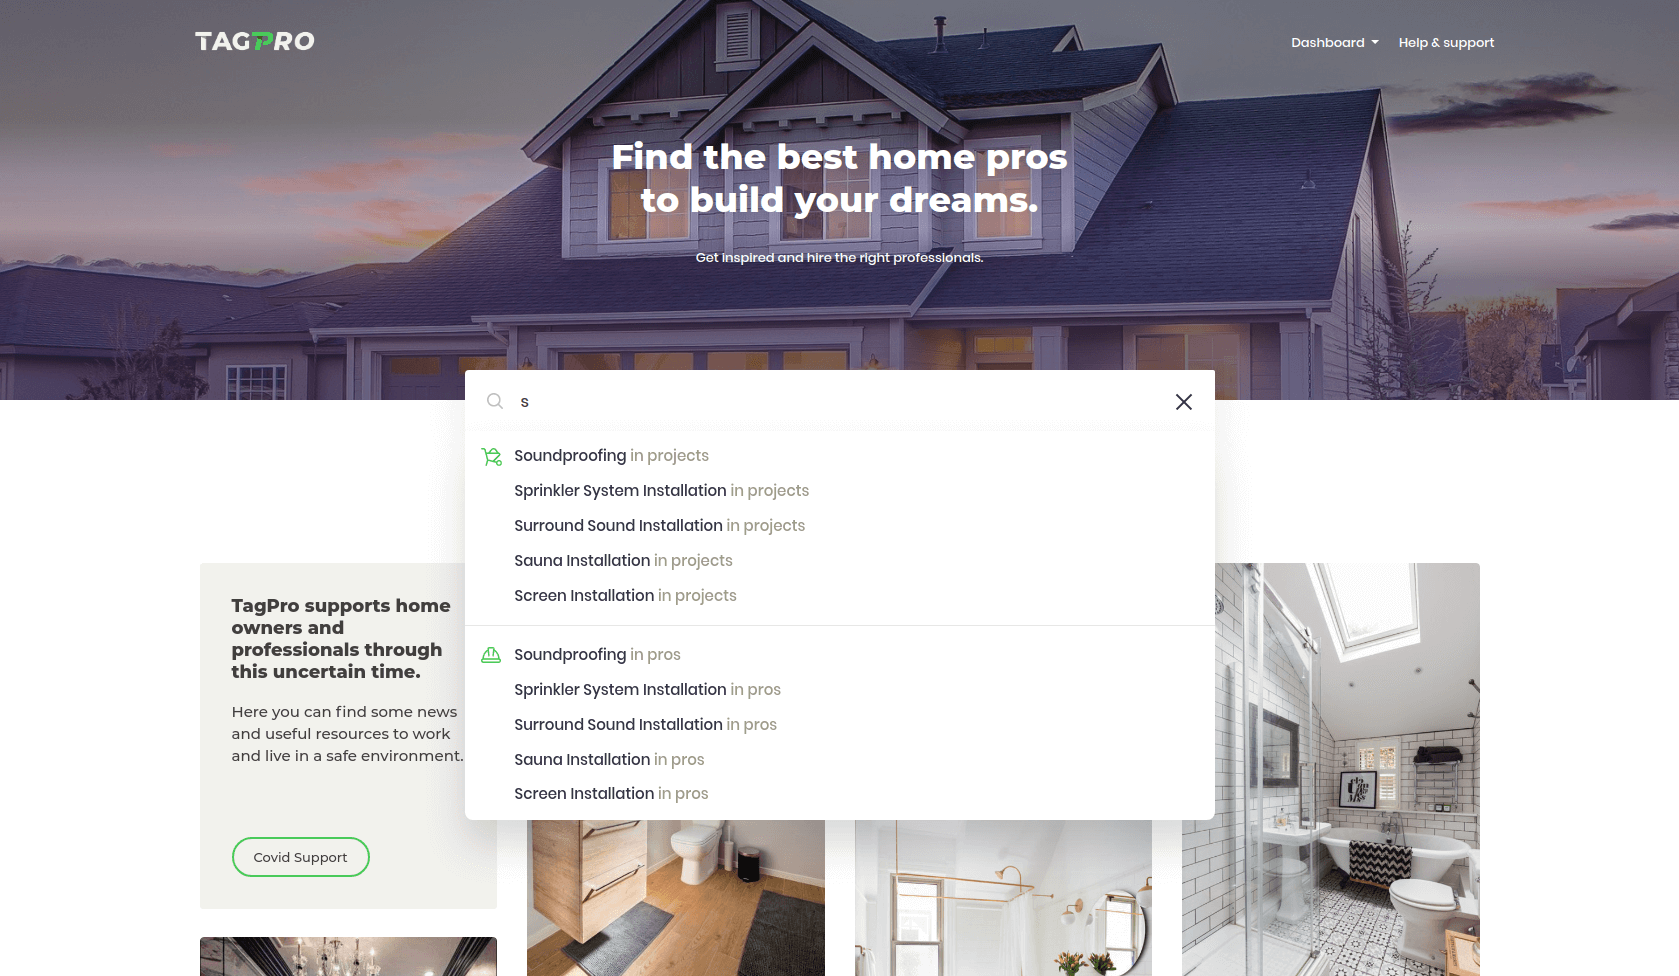 TAGPRO
Dashboard
Help & support
Find the best home pros
to build your dreams.
Get inspired and hire the right professionals.
s
Soundproofing in projects
Sprinkler System Installation in projects
Surround Sound Installation in projects
Sauna Installation in projects
Screen Installation in projects
Soundproofing in pros
Sprinkler System Installation in pros
Surround Sound Installation in pros
Sauna Installation in pros
Screen Installation in pros
TagPro supports home
owners and
professionals through
this uncertain time.
Here you can find some news
and useful resources to work
and live in a safe environment.
Covid Support